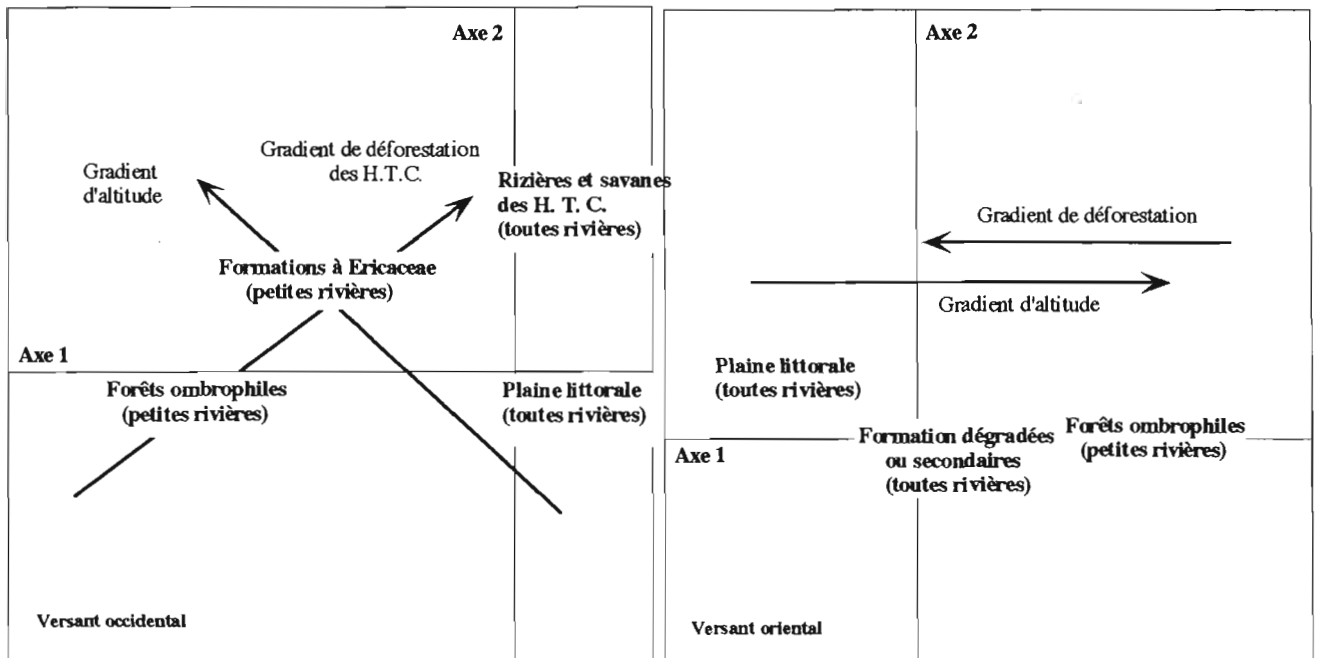 Axe 2
Gradient
d'altitude
Gradient de déforestation
des H.T.C.
Rizières et savanes
des H. T. C.
(toutes rivières)
Formations à Ericaceae
(petites rivières)
Axe 1
Forêts ombrophiles
(petites rivières)
Plaine littorale
(toutes rivières)
Versant occidental
Axe 2
Gradient de déforestation
Gradient d'altitude
Plaine littorale
(toutes rivières)
Axe 1
Formation dégradées
ou secondaires
(toutes rivières)
Forêts ombrophiles
(petites rivières)
Versant oriental